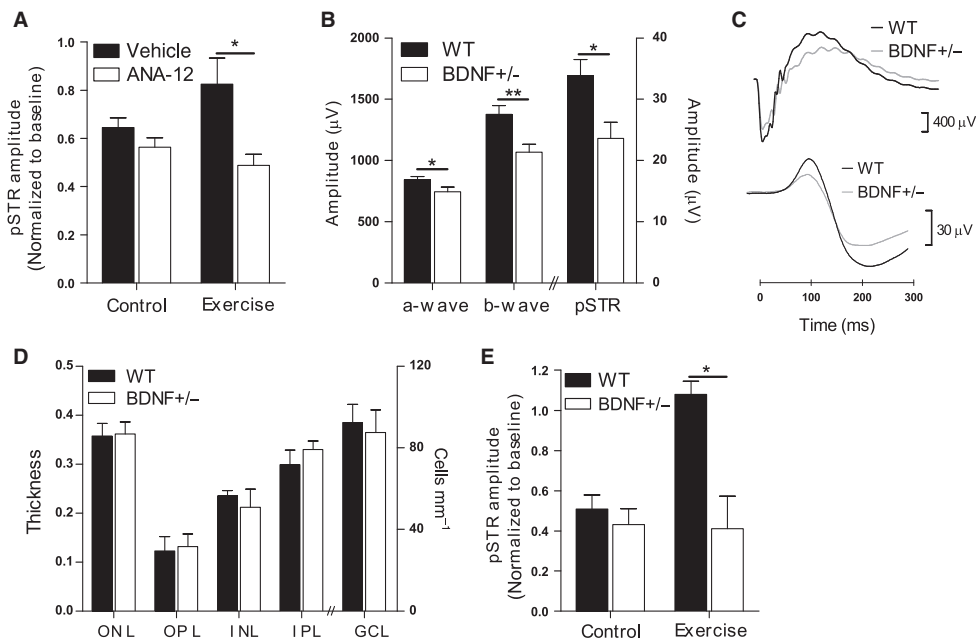 A
pSTR amplitude
(Normalized to baseline)
1.0
0.8
0.6
0.4
0.2
0.0
Vehicle
ANA-12
*
Control
Exercise
B
Amplitude (μV)
2000
1500
1000
500
0
WT
BDNF+/–
*
**
*
40
30
20
10
0
Amplitude (μV)
a-wave
b-wave
pSTR
C
WT
BDNF+/–
400 μV
WT
BDNF+/–
30 μV
0
100
200
300
Time (ms)
D
Thickness
0.5
0.4
0.3
0.2
0.1
0.0
WT
BDNF+/–
120
80
40
0
Cells mm⁻¹
ONL
OPL
INL
IPL
GCL
E
pSTR amplitude
(Normalized to baseline)
1.2
1.0
0.8
0.6
0.4
0.2
0.0
WT
BDNF+/–
*
Control
Exercise